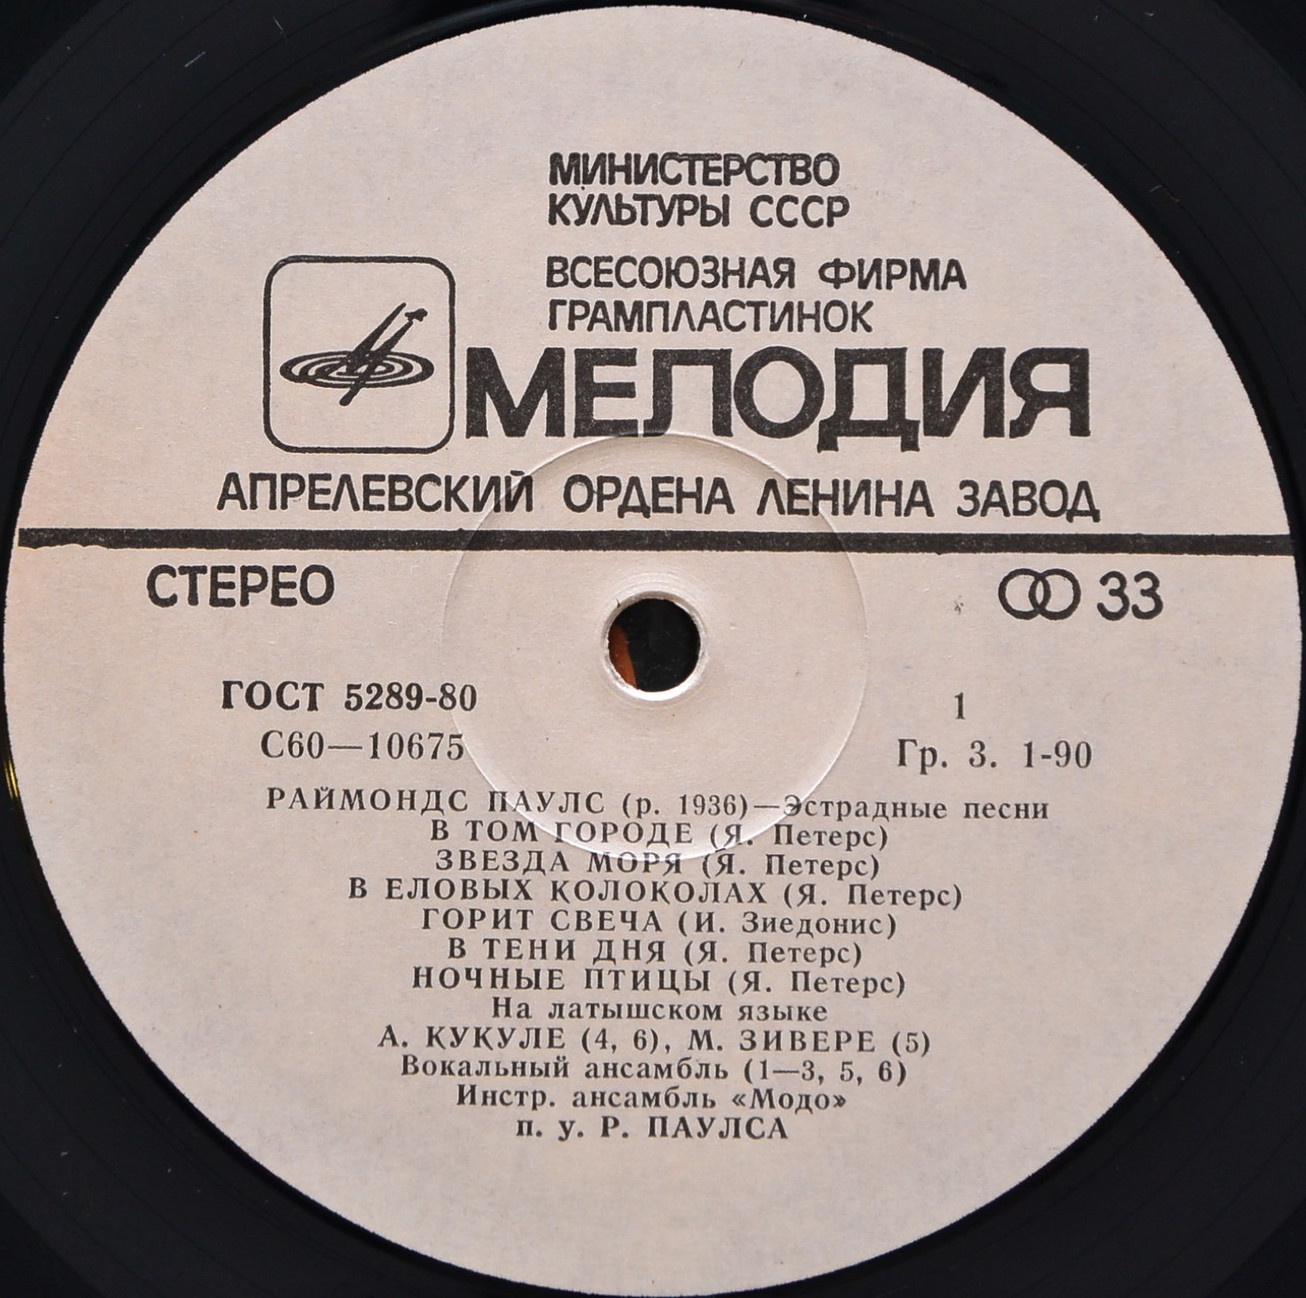 МИНИСТЕРСТВО
КУЛЬТУРЫ СССР
ВСЕСОЮЗНАЯ ФИРМА
ГРАМПЛАСТИНОК
МЕЛОДИЯ
АПРЕЛЕВСКИЙ ОРДЕНА ЛЕНИНА ЗАВОД
СТЕРЕО 33
ГОСТ 5289-80 1
С60—10675 Гр. 3. 1-90
РАЙМОНДС ПАУЛС (р. 1936)—Эстрадные песни
В ТОМ ГОРОДЕ (Я. Петерс)
ЗВЕЗДА МОРЯ (Я. Петерс)
В ЕЛОВЫХ КОЛОКОЛАХ (Я. Петерс)
ГОРИТ СВЕЧА (И. Зиедонис)
В ТЕНИ ДНЯ (Я. Петерс)
НОЧНЫЕ ПТИЦЫ (Я. Петерс)
На латышском языке
А. КУКУЛЕ (4, 6), М. ЗИВЕРЕ (5)
Вокальный ансамбль (1—3, 5, 6)
Инстр. ансамбль «Модо»
п. у. Р. ПАУЛСА